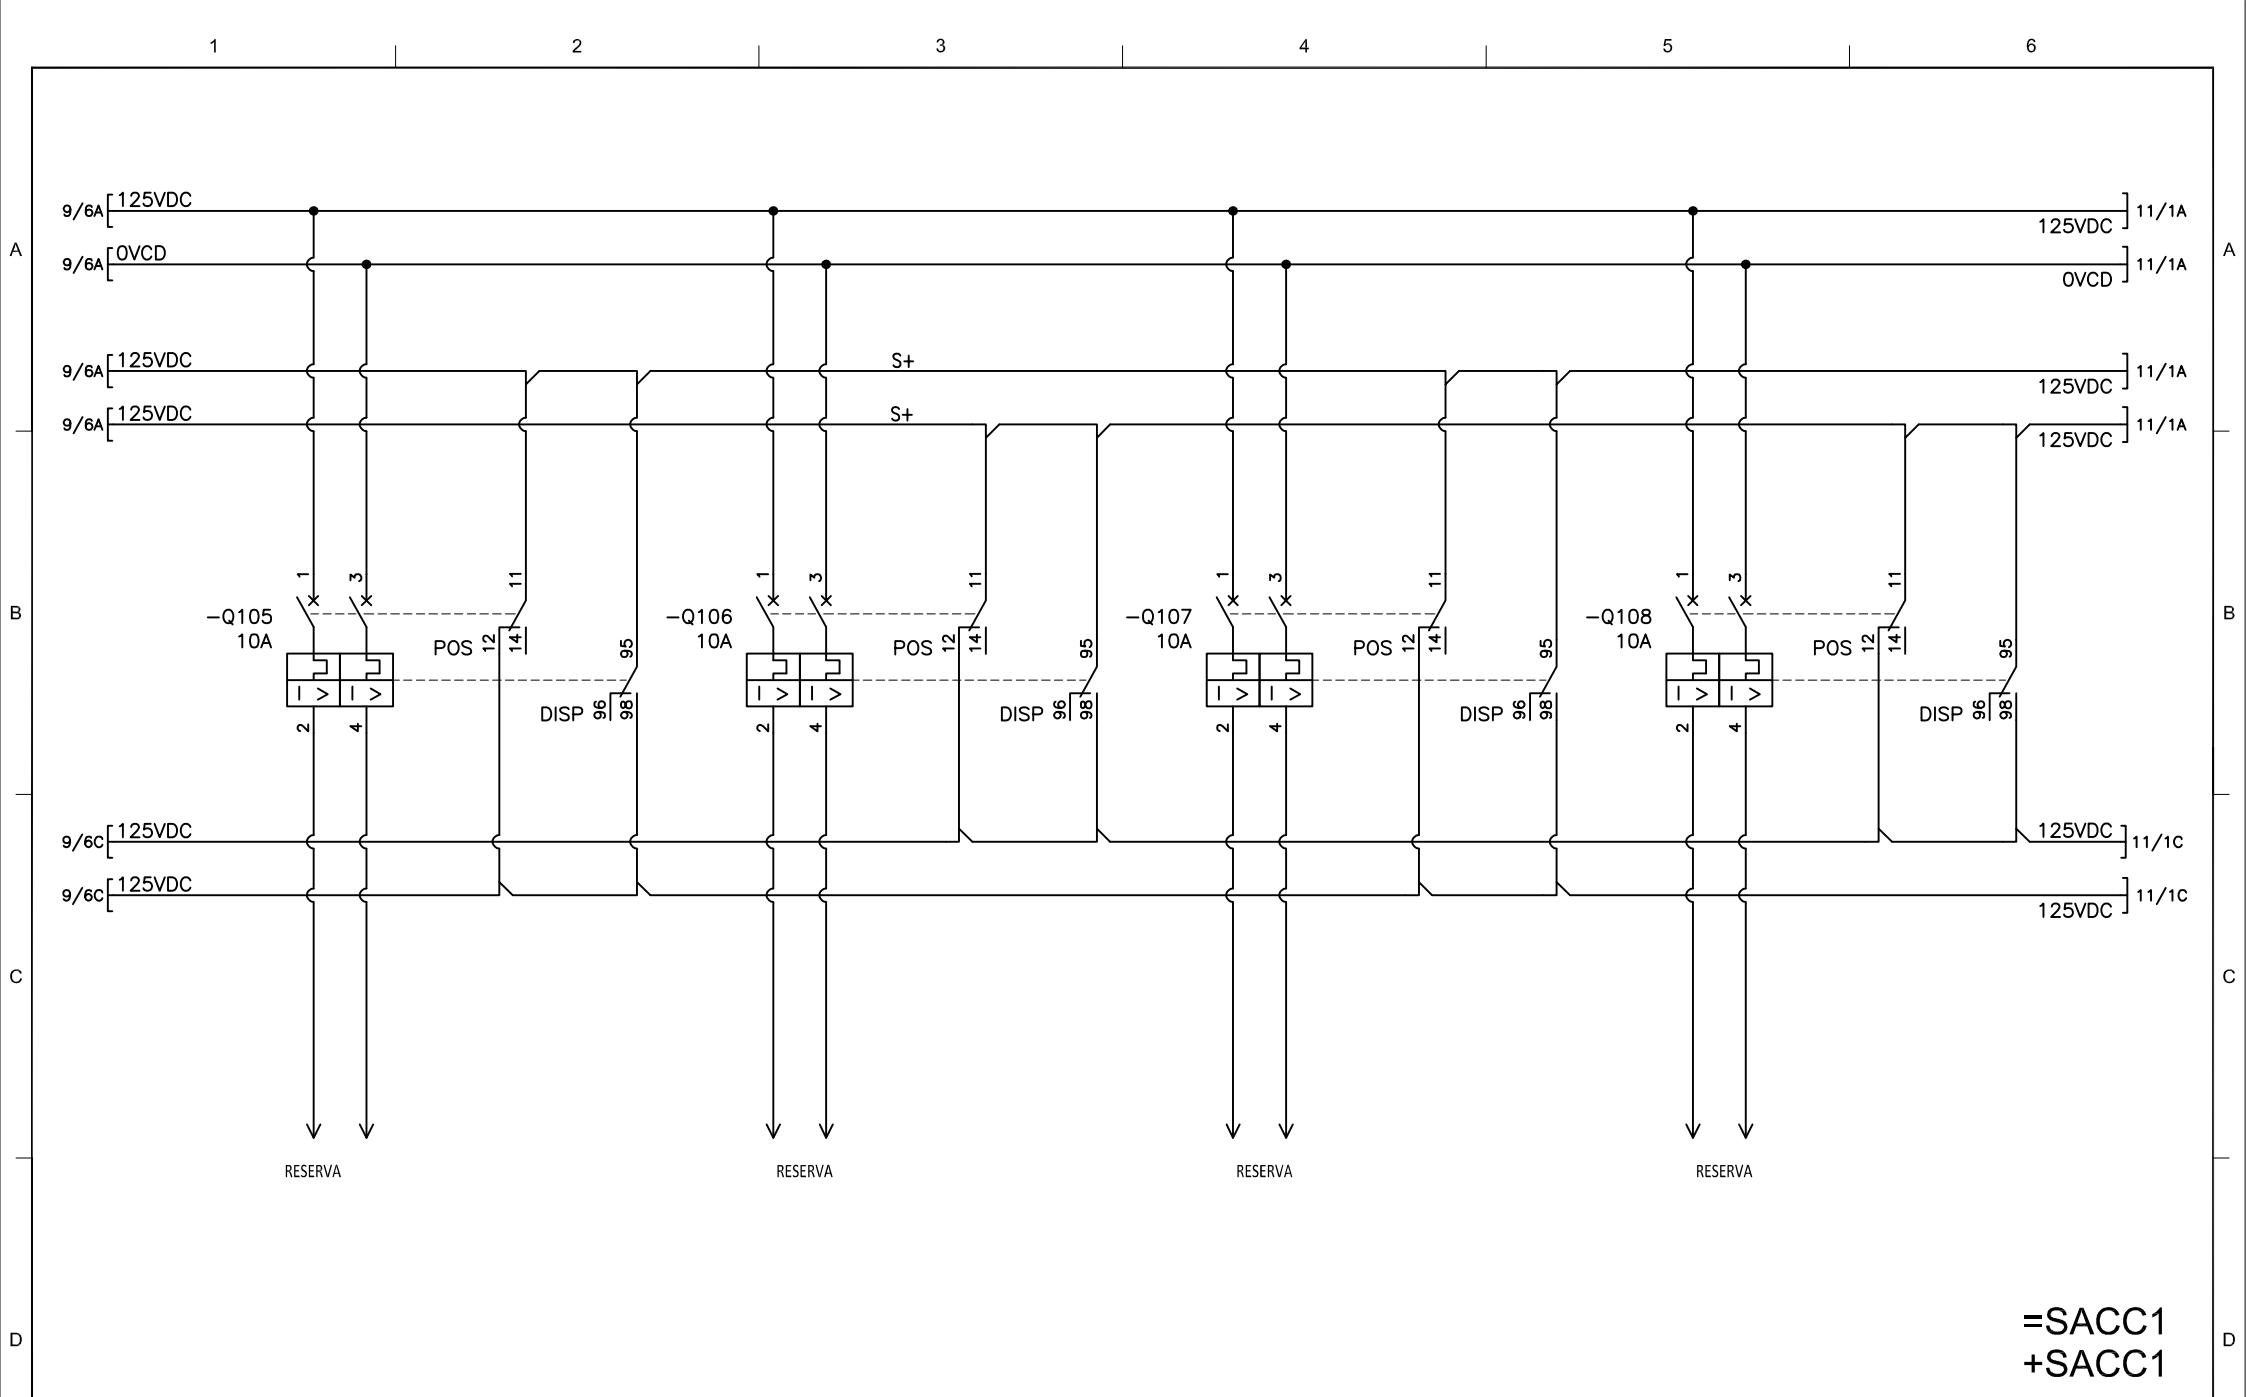 1 2 3 4 5 6
9/6A 125VDC 125VDC 11/1A
A 9/6A 0VCD 0VCD 11/1A A
9/6A 125VDC S+ 125VDC 11/1A
9/6A 125VDC S+ 125VDC 11/1A
1 3 11 1 3 11 1 3 11 1 3 11
B -Q105 -Q106 -Q107 -Q108 B
10A 10A 10A 10A
POS 12 14 95 POS 12 14 95 POS 12 14 95 POS 12 14 95
I > I > I > I > I > I > I > I >
2 4 DISP 96 98 2 4 DISP 96 98 2 4 DISP 96 98 2 4 DISP 96 98
9/6C 125VDC 125VDC 11/1C
9/6C 125VDC 125VDC 11/1C
C C
RESERVA RESERVA RESERVA RESERVA
=SACC1
D D
+SACC1